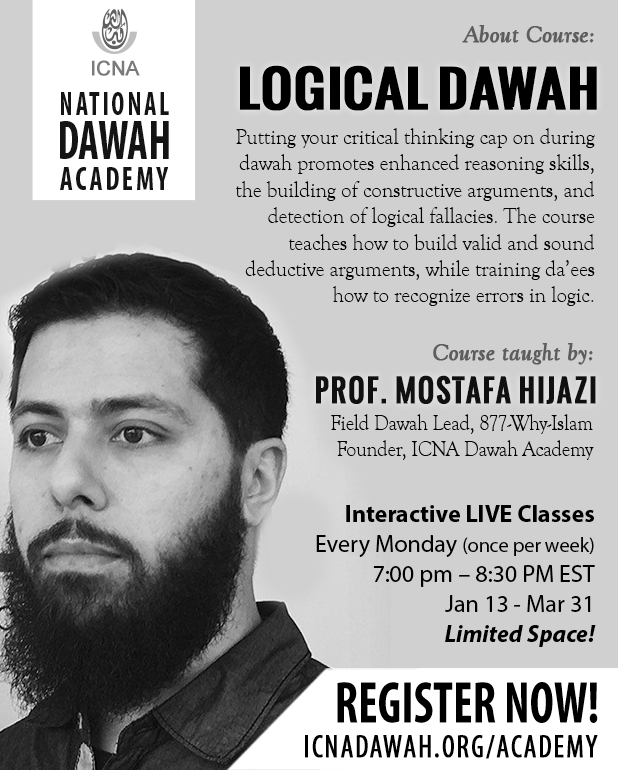 ICNA
NATIONAL
DAWAH
ACADEMY
About Course:
LOGICAL DAWAH
Putting your critical thinking cap on during
dawah promotes enhanced reasoning skills,
the building of constructive arguments, and
detection of logical fallacies. The course
teaches how to build valid and sound
deductive arguments, while training da'ees
how to recognize errors in logic.
Course taught by:
PROF. MOSTAFA HIJAZI
Field Dawah Lead, 877-Why-Islam
Founder, ICNA Dawah Academy
Interactive LIVE Classes
Every Monday (once per week)
7:00 pm – 8:30 PM EST
Jan 13 - Mar 31
Limited Space!
REGISTER NOW!
ICNADAWAH.ORG/ACADEMY